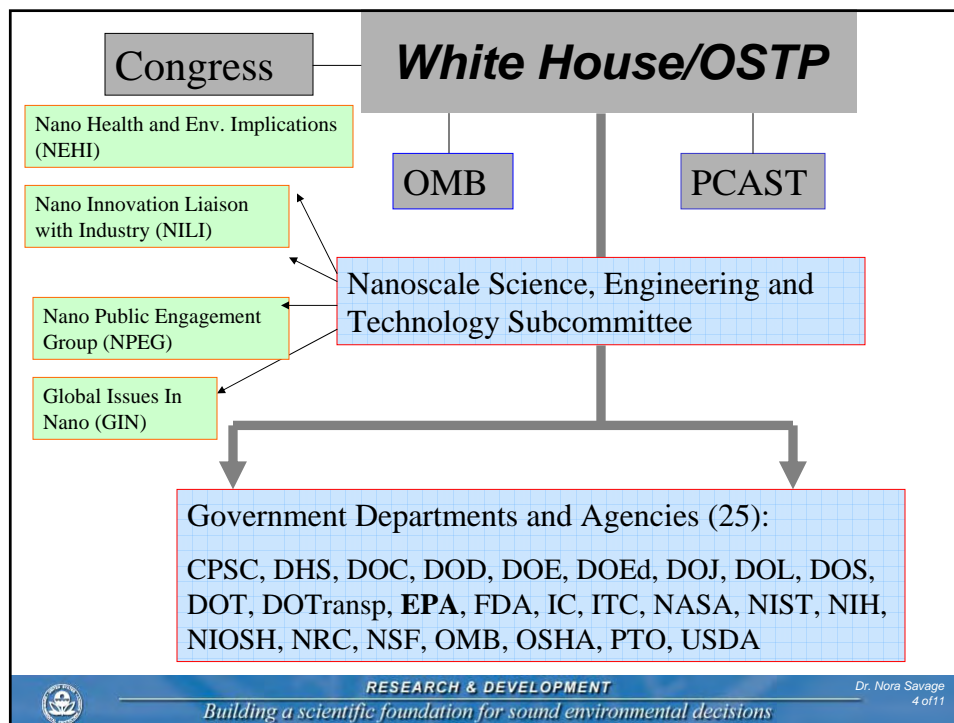 Congress
White House/OSTP
Nano Health and Env. Implications
(NEHI)
OMB
PCAST
Nano Innovation Liaison
with Industry (NILI)
Nanoscale Science, Engineering and
Technology Subcommittee
Nano Public Engagement
Group (NPEG)
Global Issues In
Nano (GIN)
Government Departments and Agencies (25):
CPSC, DHS, DOC, DOD, DOE, DOEd, DOJ, DOL, DOS,
DOT, DOTransp, EPA, FDA, IC, ITC, NASA, NIST, NIH,
NIOSH, NRC, NSF, OMB, OSHA, PTO, USDA
RESEARCH & DEVELOPMENT
Building a scientific foundation for sound environmental decisions
Dr. Nora Savage
4 of11